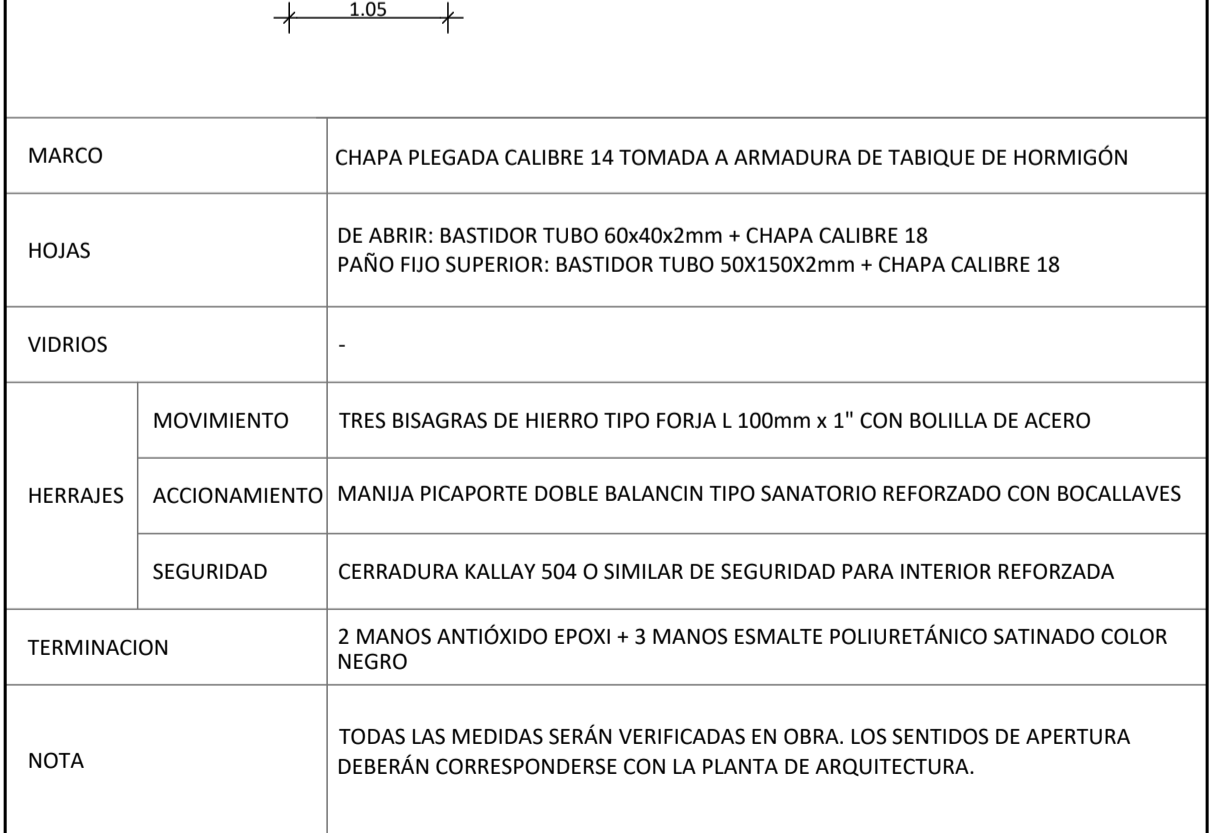 1.05
MARCO
CHAPA PLEGADA CALIBRE 14 TOMADA A ARMADURA DE TABIQUE DE HORMIGÓN
HOJAS
DE ABRIR: BASTIDOR TUBO 60x40x2mm + CHAPA CALIBRE 18
PAÑO FIJO SUPERIOR: BASTIDOR TUBO 50X150X2mm + CHAPA CALIBRE 18
VIDRIOS
-
HERRAJES
MOVIMIENTO
TRES BISAGRAS DE HIERRO TIPO FORJA L 100mm x 1" CON BOLILLA DE ACERO
ACCIONAMIENTO
MANIJA PICAPORTE DOBLE BALANCIN TIPO SANATORIO REFORZADO CON BOCALLAVES
SEGURIDAD
CERRADURA KALLAY 504 O SIMILAR DE SEGURIDAD PARA INTERIOR REFORZADA
TERMINACION
2 MANOS ANTIÓXIDO EPOXI + 3 MANOS ESMALTE POLIURETÁNICO SATINADO COLOR
NEGRO
NOTA
TODAS LAS MEDIDAS SERÁN VERIFICADAS EN OBRA. LOS SENTIDOS DE APERTURA
DEBERÁN CORRESPONDERSE CON LA PLANTA DE ARQUITECTURA.